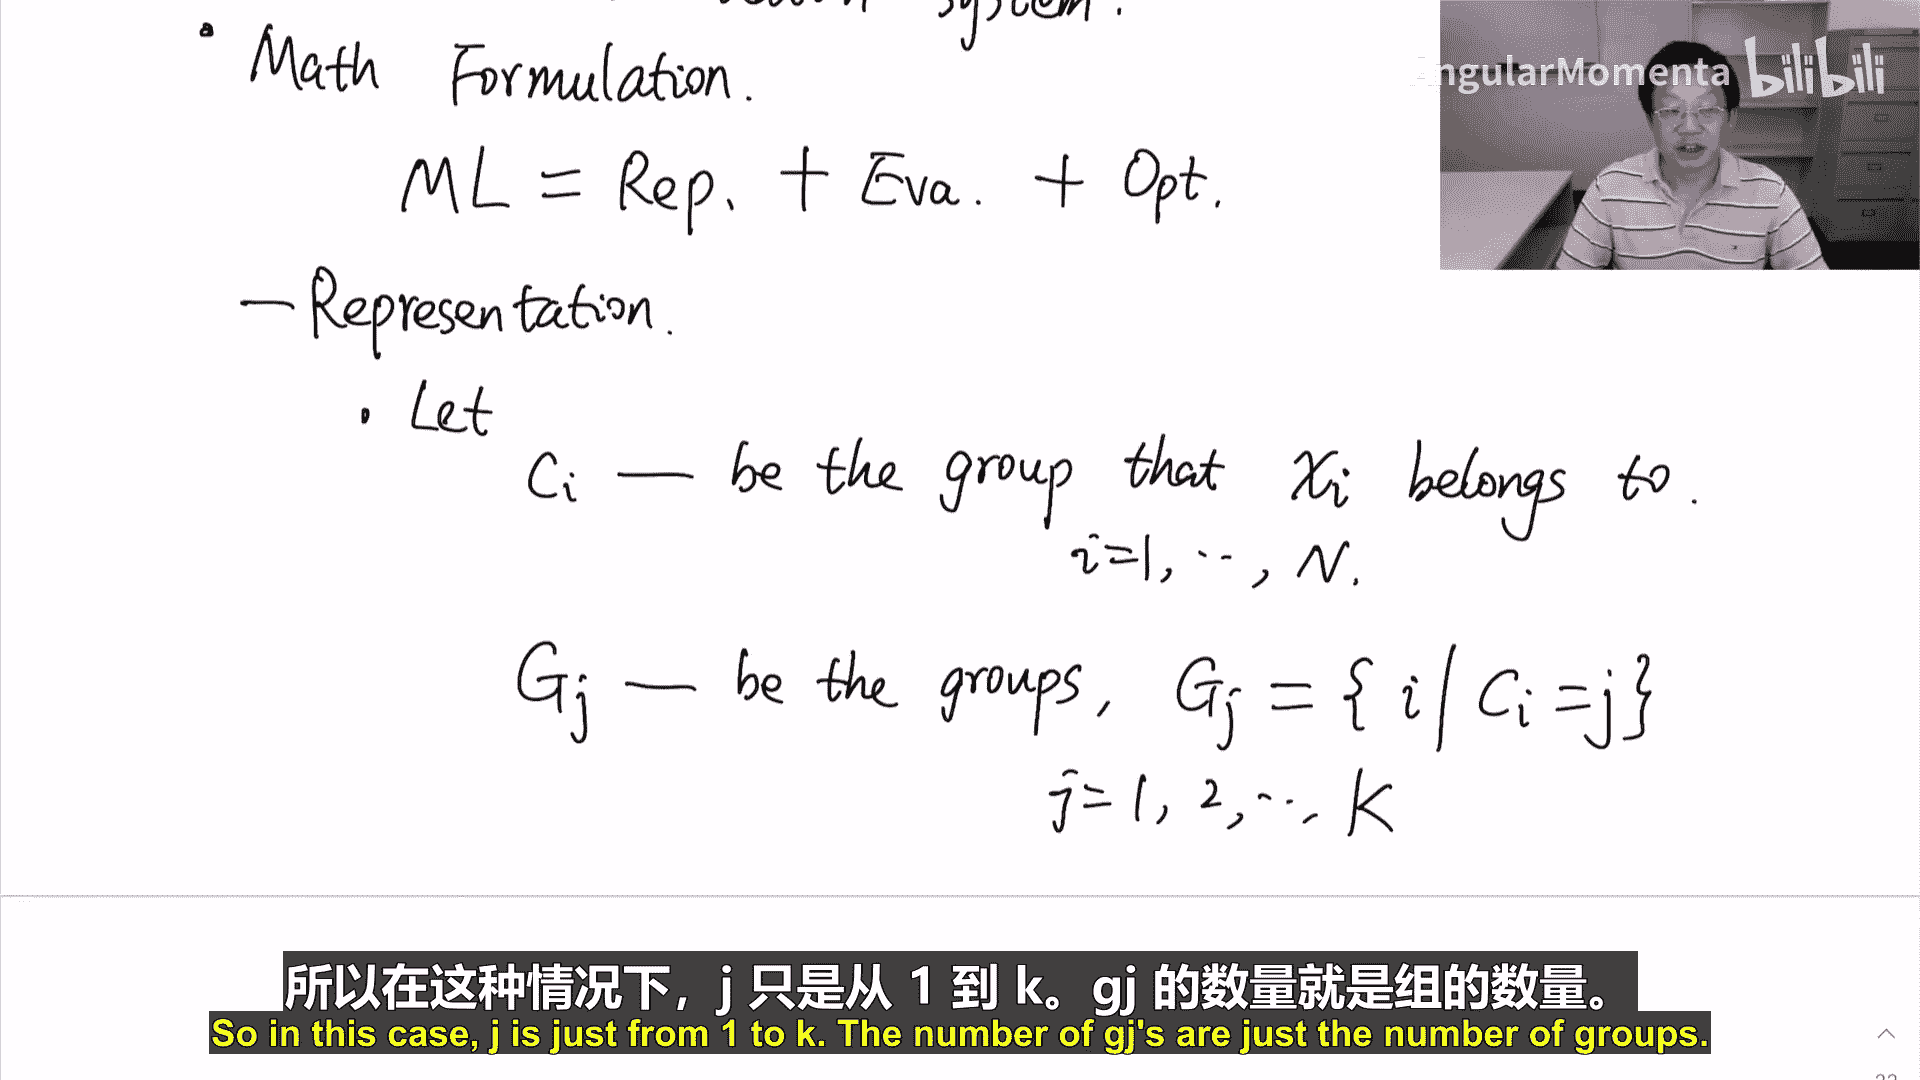 system.
• Math Formulation.
ngularMomenta bilibili
ML = Rep. + Eva. + Opt.
— Representation.
• Let
Ci — be the group that Xi belongs to.
i=1, ..., N.
Gj — be the groups, Gj = { i | Ci = j }
j=1, 2, ..., K
所以在这种情况下，j 只是从 1 到 k。gj 的数量就是组的数量。
So in this case, j is just from 1 to k. The number of gj's are just the number of groups.